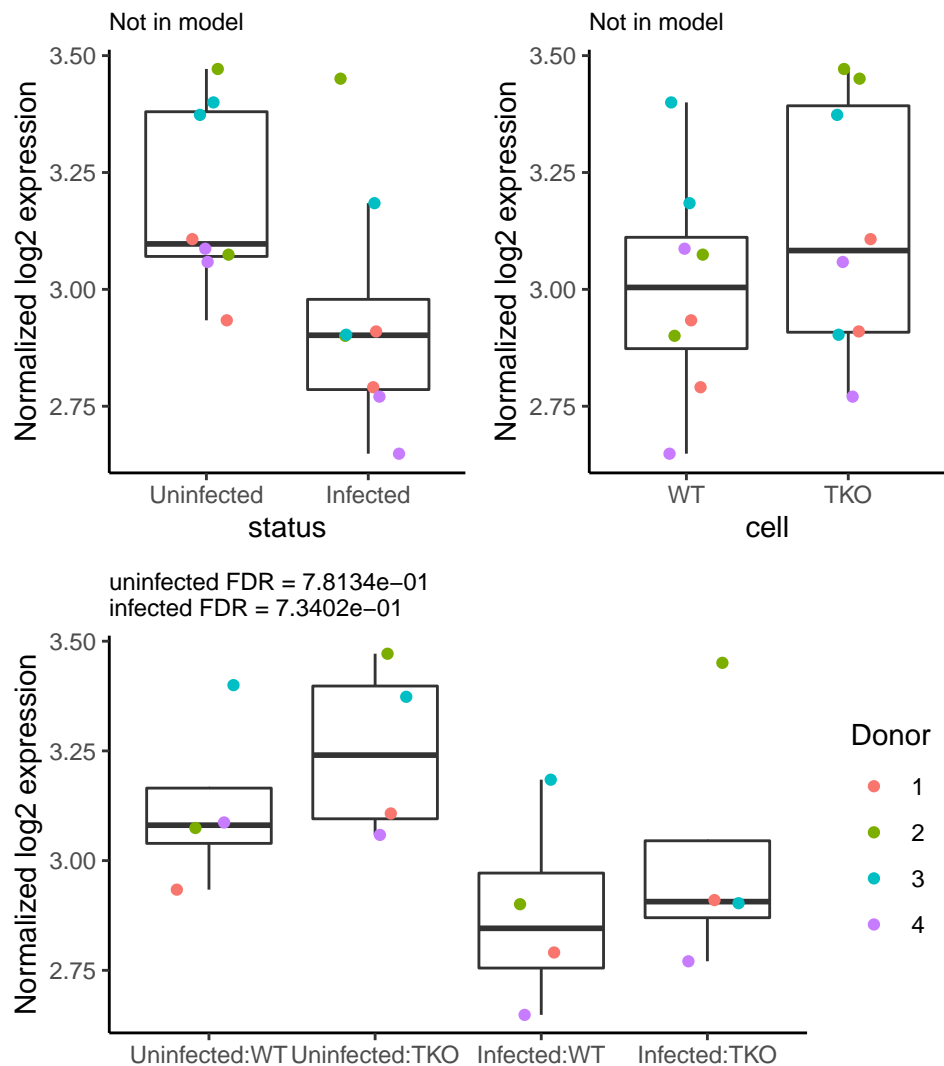 Not in model
Normalized log2 expression
3.50
3.25
3.00
2.75
Uninfected
Infected
status
Not in model
Normalized log2 expression
3.50
3.25
3.00
2.75
WT
TKO
cell
uninfected FDR = 7.8134e−01
infected FDR = 7.3402e−01
Normalized log2 expression
3.50
3.25
3.00
2.75
Uninfected:WT
Uninfected:TKO
Infected:WT
Infected:TKO
Donor
1
2
3
4